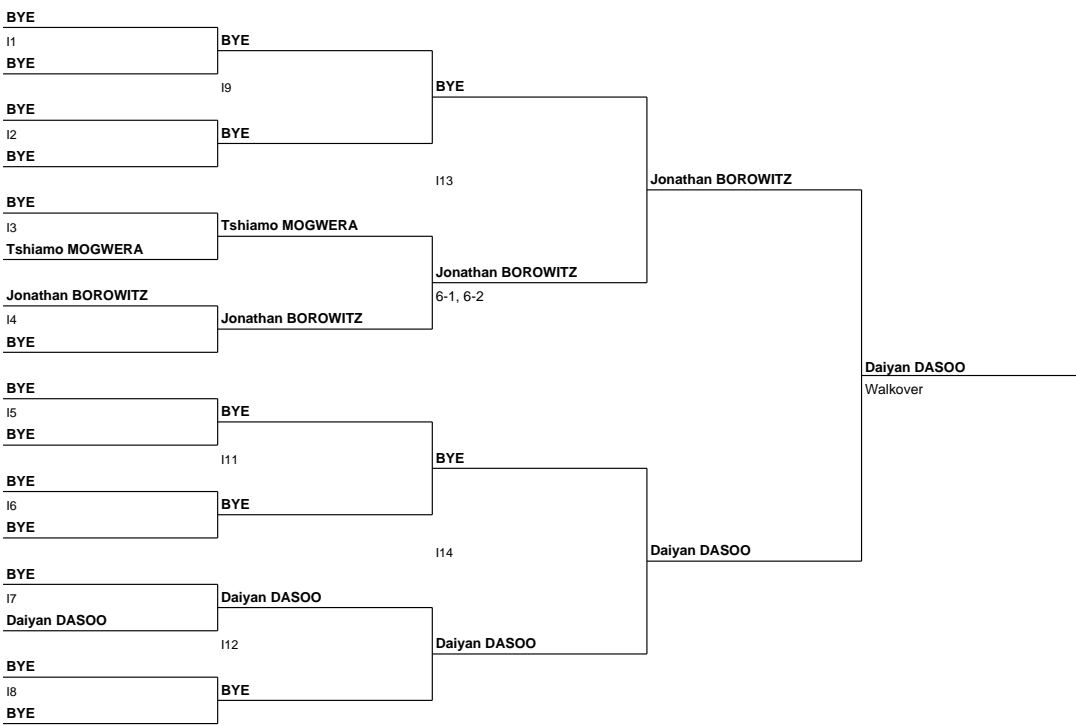 BYE
I1
BYE
BYE
I9
BYE
BYE
I2
BYE
BYE
I13
Jonathan BOROWITZ
BYE
I3
Tshiamo MOGWERA
Tshiamo MOGWERA
Jonathan BOROWITZ
6-1, 6-2
Jonathan BOROWITZ
I4
BYE
Jonathan BOROWITZ
Daiyan DASOO
Walkover
BYE
I5
BYE
BYE
I11
BYE
BYE
I6
BYE
BYE
I14
Daiyan DASOO
BYE
I7
Daiyan DASOO
Daiyan DASOO
I12
Daiyan DASOO
BYE
I8
BYE
BYE